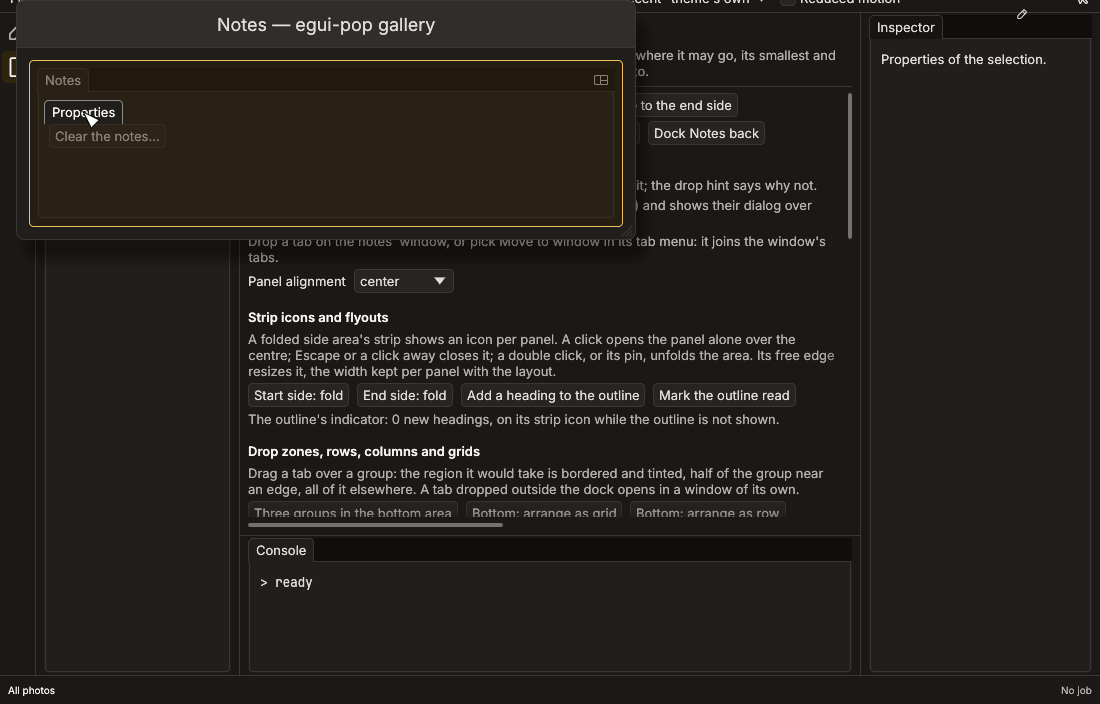 theme's own
Reduced motion
Notes — egui-pop gallery
Inspector
where it may go, its smallest and
to.
Properties of the selection.
Notes
Properties
to the end side
Clear the notes...
Dock Notes back
it; the drop hint says why not.
) and shows their dialog over
Drop a tab on the notes' window, or pick Move to window in its tab menu: it joins the window's
tabs.
Panel alignment
center
Strip icons and flyouts
A folded side area's strip shows an icon per panel. A click opens the panel alone over the
centre; Escape or a click away closes it; a double click, or its pin, unfolds the area. Its free edge
resizes it, the width kept per panel with the layout.
Start side: fold
End side: fold
Add a heading to the outline
Mark the outline read
The outline's indicator: 0 new headings, on its strip icon while the outline is not shown.
Drop zones, rows, columns and grids
Drag a tab over a group: the region it would take is bordered and tinted, half of the group near
an edge, all of it elsewhere. A tab dropped outside the dock opens in a window of its own.
Three groups in the bottom area
Bottom: arrange as grid
Bottom: arrange as row
Console
> ready
All photos
No job